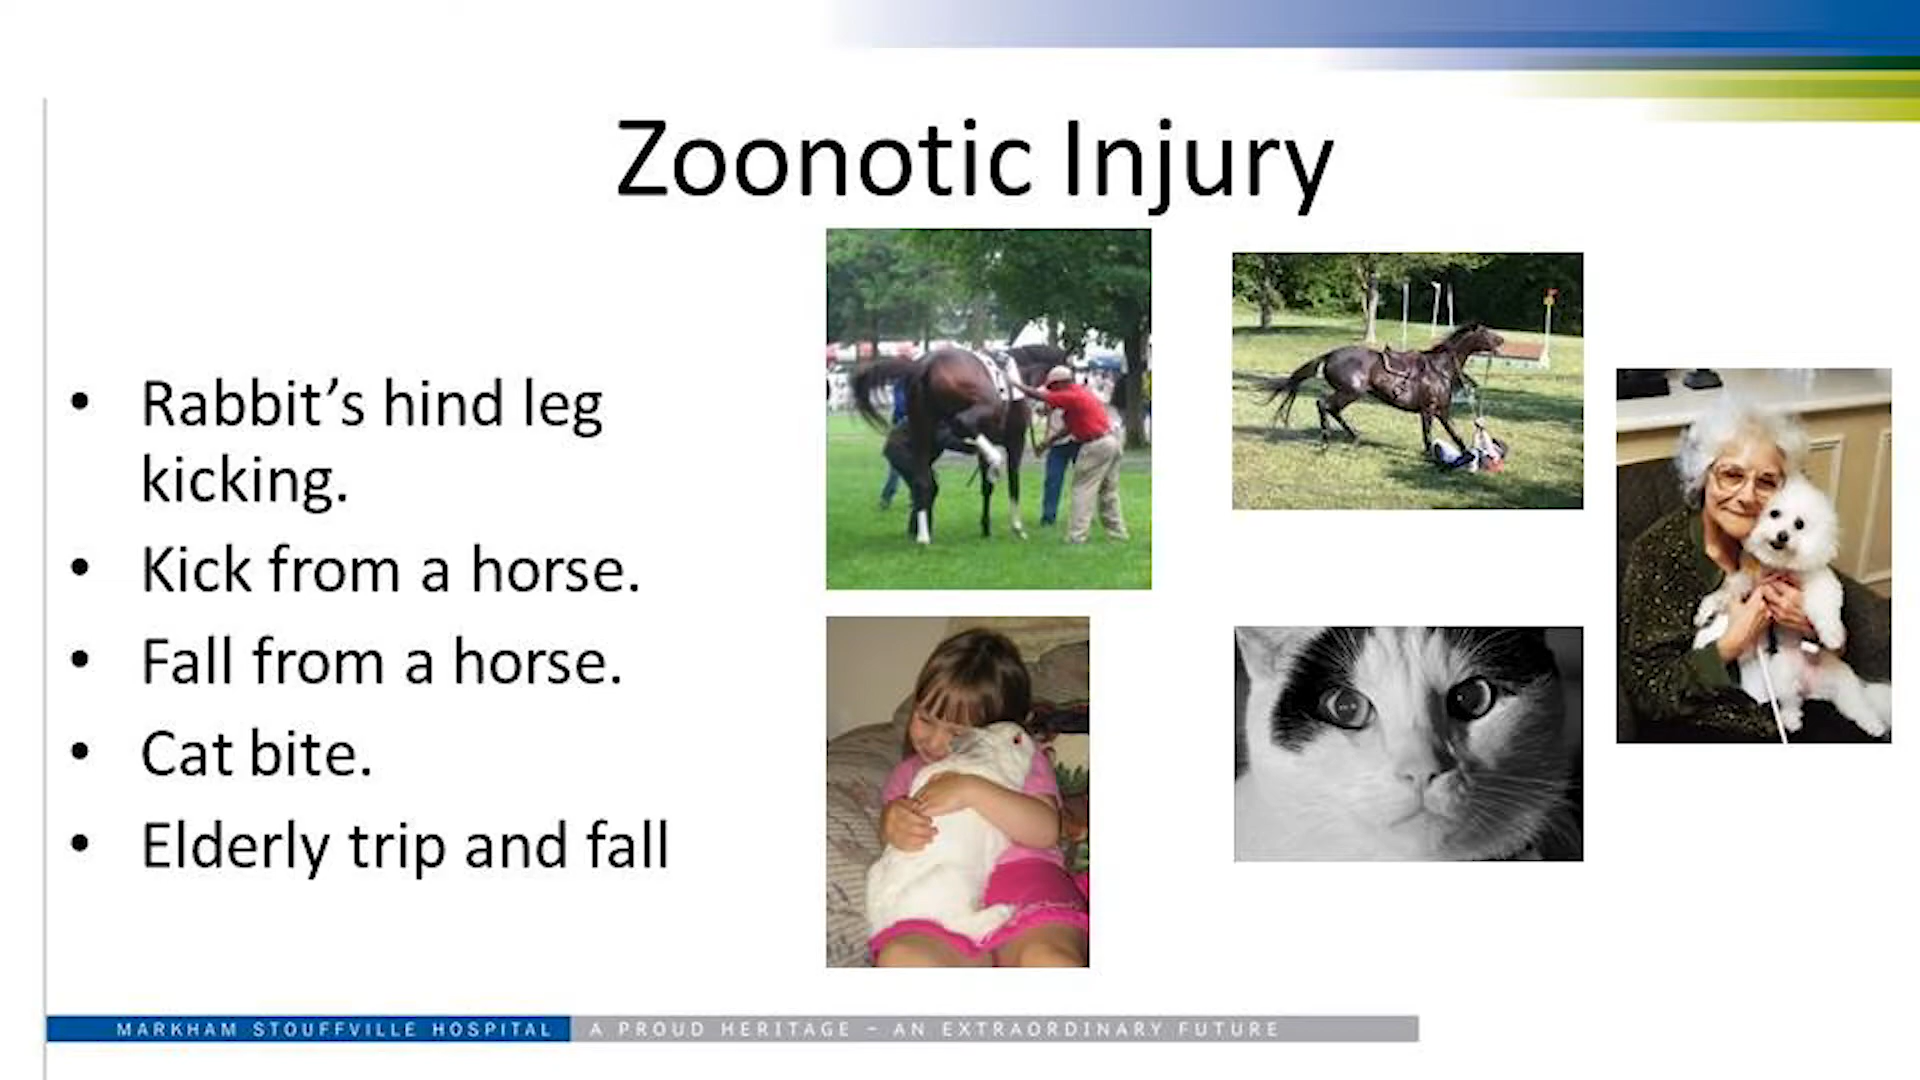 Zoonotic Injury
• Rabbit’s hind leg
kicking.
• Kick from a horse.
• Fall from a horse.
• Cat bite.
• Elderly trip and fall
MARKHAM STOUFFVILLE HOSPITAL A PROUD HERITAGE – AN EXTRAORDINARY FUTURE